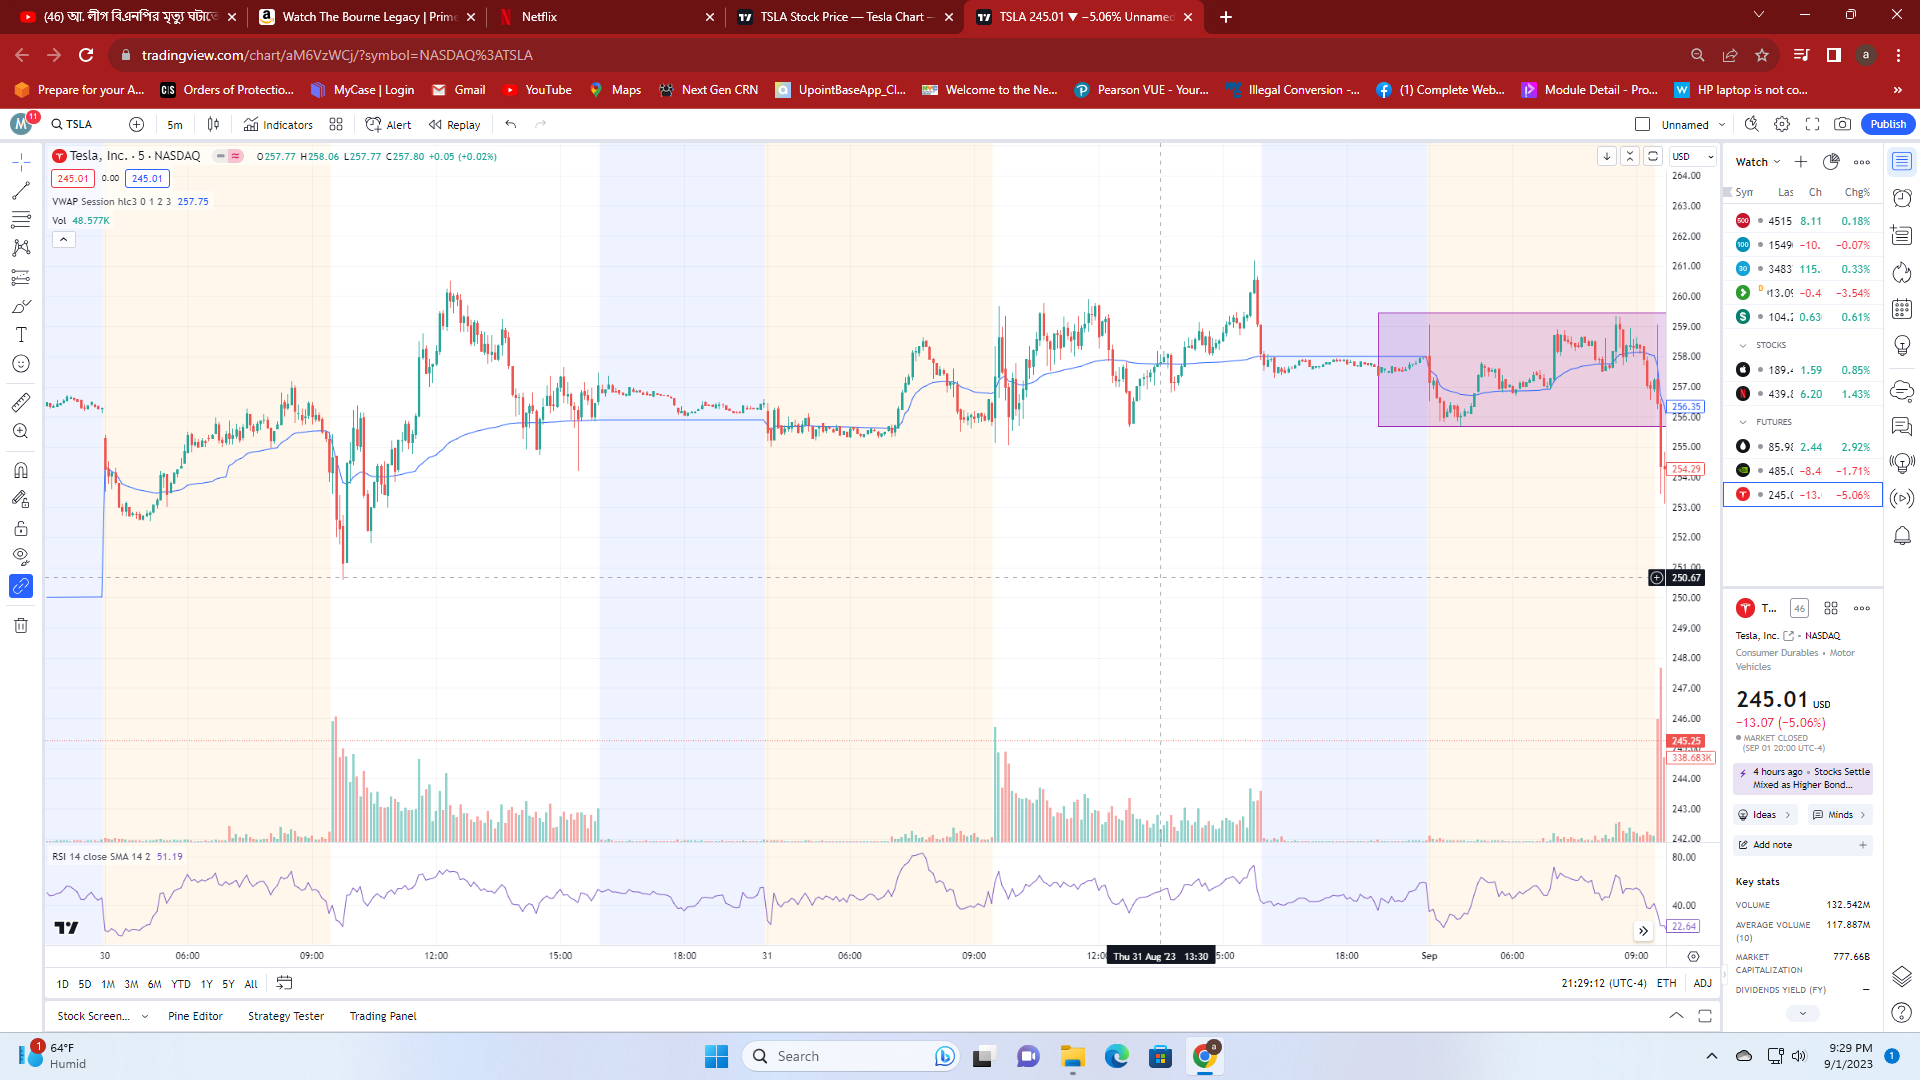 (46) আ. লীগ বিএনপির মৃত্যু ঘটাতে
Watch The Bourne Legacy | Prime
Netflix
TSLA Stock Price — Tesla Chart —
TSLA 245.01 ▼ −5.06% Unnamed
tradingview.com/chart/aM6VzWCj/?symbol=NASDAQ%3ATSLA
a
Prepare for your A...
Orders of Protectio...
MyCase | Login
Gmail
YouTube
Maps
Next Gen CRN
UpointBaseApp_Cl...
Welcome to the Ne...
Pearson VUE - Your...
Illegal Conversion -...
(1) Complete Web...
Module Detail - Pro...
HP laptop is not co...
»
M 11
TSLA
5m
Indicators
Alert
Replay
Unnamed
Publish
Tesla, Inc. · 5 · NASDAQ
O257.77 H258.06 L257.77 C257.80 +0.05 (+0.02%)
245.01 0.00 245.01
VWAP Session hlc3 0 1 2 3 257.75
Vol 48.577K
USD
264.00
263.00
262.00
261.00
260.00
259.00
258.00
257.00
256.35
256.00
255.00
254.29
254.00
253.00
252.00
251.00
250.67
250.00
249.00
248.00
247.00
246.00
245.25
338.683K
244.00
243.00
242.00
RSI 14 close SMA 14 2 51.19
80.00
40.00
22.64
30 06:00 09:00 12:00 15:00 18:00 31 06:00 09:00 12:00 Thu 31 Aug '23 13:30 5:00 18:00 Sep 06:00 09:00
1D 5D 1M 3M 6M YTD 1Y 5Y All
21:29:12 (UTC-4) ETH ADJ
Stock Screen... Pine Editor Strategy Tester Trading Panel
Watch
Las Ch Chg%
500 4515 8.11 0.18%
100 1549 −10. −0.07%
30 3483 115. 0.33%
D 13.09 −0.4 −3.54%
104.2 0.63 0.61%
STOCKS
189.4 1.59 0.85%
439.8 6.20 1.43%
FUTURES
85.98 2.44 2.92%
485.0 −8.4 −1.71%
245.0 −13. −5.06%
T... 46
Tesla, Inc. • NASDAQ
Consumer Durables • Motor
Vehicles
245.01 USD
−13.07 (−5.06%)
MARKET CLOSED
(SEP 01 20:00 UTC-4)
4 hours ago • Stocks Settle
Mixed as Higher Bond...
Ideas
Minds
Add note
Key stats
VOLUME 132.542M
AVERAGE VOLUME 117.887M
(10)
MARKET 777.66B
CAPITALIZATION
DIVIDENDS YIELD (FY) —
1
64°F
Humid
Search
a
9:29 PM
9/1/2023
1